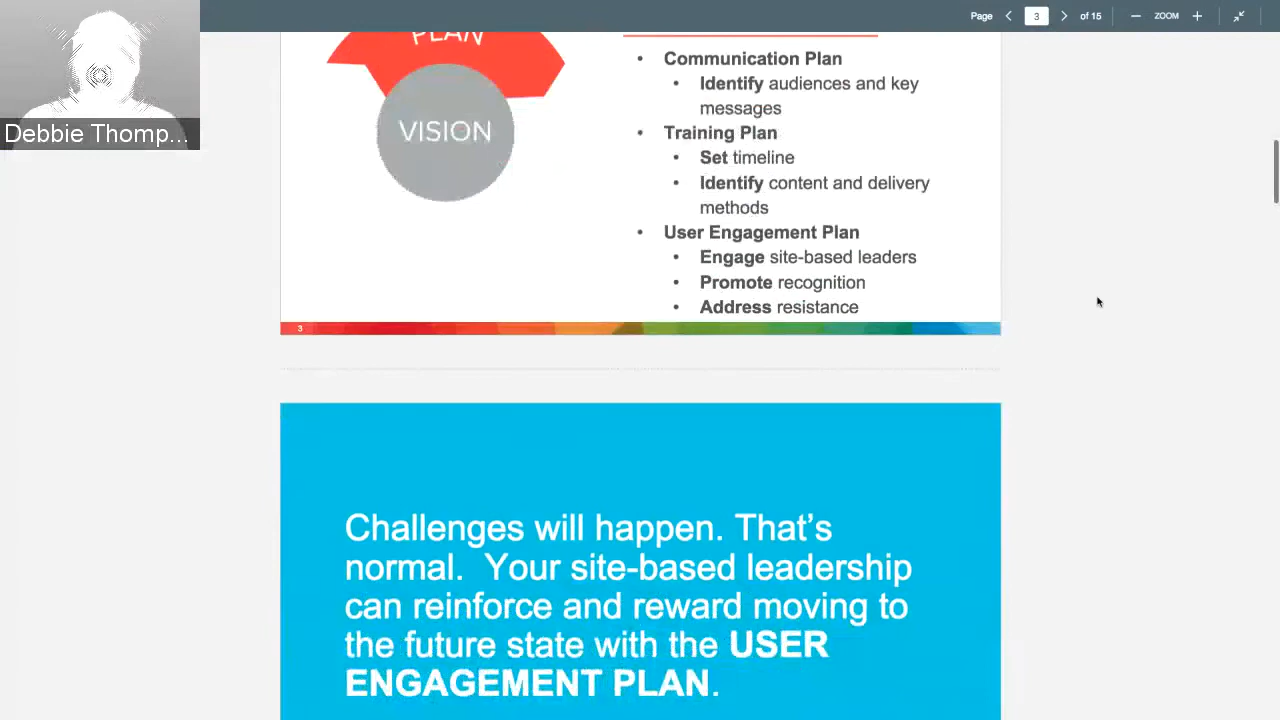 Page 3 of 15 ZOOM
Debbie Thomp...
PLAN
VISION
• Communication Plan
• Identify audiences and key
messages
• Training Plan
• Set timeline
• Identify content and delivery
methods
• User Engagement Plan
• Engage site-based leaders
• Promote recognition
• Address resistance
3
Challenges will happen. That's
normal.  Your site-based leadership
can reinforce and reward moving to
the future state with the USER
ENGAGEMENT PLAN.